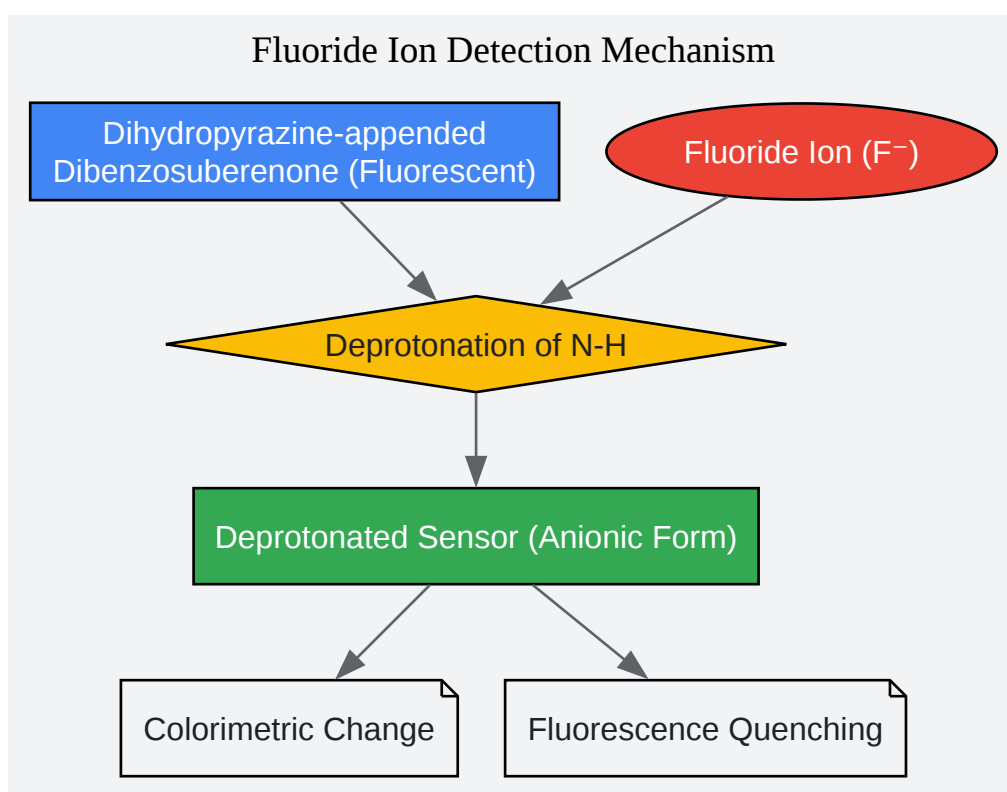 Fluoride Ion Detection Mechanism
Dihydropyrazine-appended
Dibenzosuberenone (Fluorescent)
Fluoride Ion (F⁻)
Deprotonation of N-H
Deprotonated Sensor (Anionic Form)
Colorimetric Change
Fluorescence Quenching